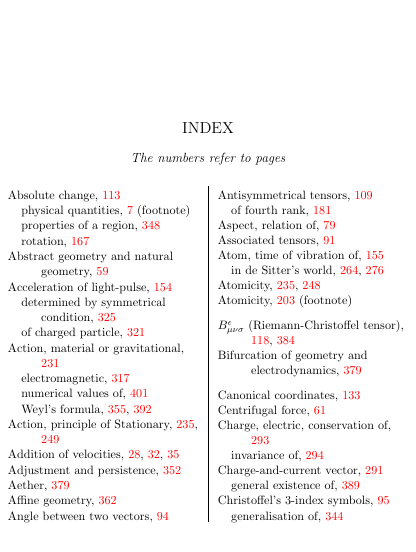 INDEX
The numbers refer to pages
Absolute change, 113
physical quantities, 7 (footnote)
properties of a region, 348
rotation, 167
Abstract geometry and natural
geometry, 59
Acceleration of light-pulse, 154
determined by symmetrical
condition, 325
of charged particle, 321
Action, material or gravitational,
231
electromagnetic, 317
numerical values of, 401
Weyl's formula, 355, 392
Action, principle of Stationary, 235,
249
Addition of velocities, 28, 32, 35
Adjustment and persistence, 352
Aether, 379
Affine geometry, 362
Angle between two vectors, 94
Antisymmetrical tensors, 109
of fourth rank, 181
Aspect, relation of, 79
Associated tensors, 91
Atom, time of vibration of, 155
in de Sitter's world, 264, 276
Atomicity, 235, 248
Atomicity, 203 (footnote)
B^ϵ_μνσ (Riemann-Christoffel tensor),
118, 384
Bifurcation of geometry and
electrodynamics, 379
Canonical coordinates, 133
Centrifugal force, 61
Charge, electric, conservation of,
293
invariance of, 294
Charge-and-current vector, 291
general existence of, 389
Christoffel's 3-index symbols, 95
generalisation of, 344